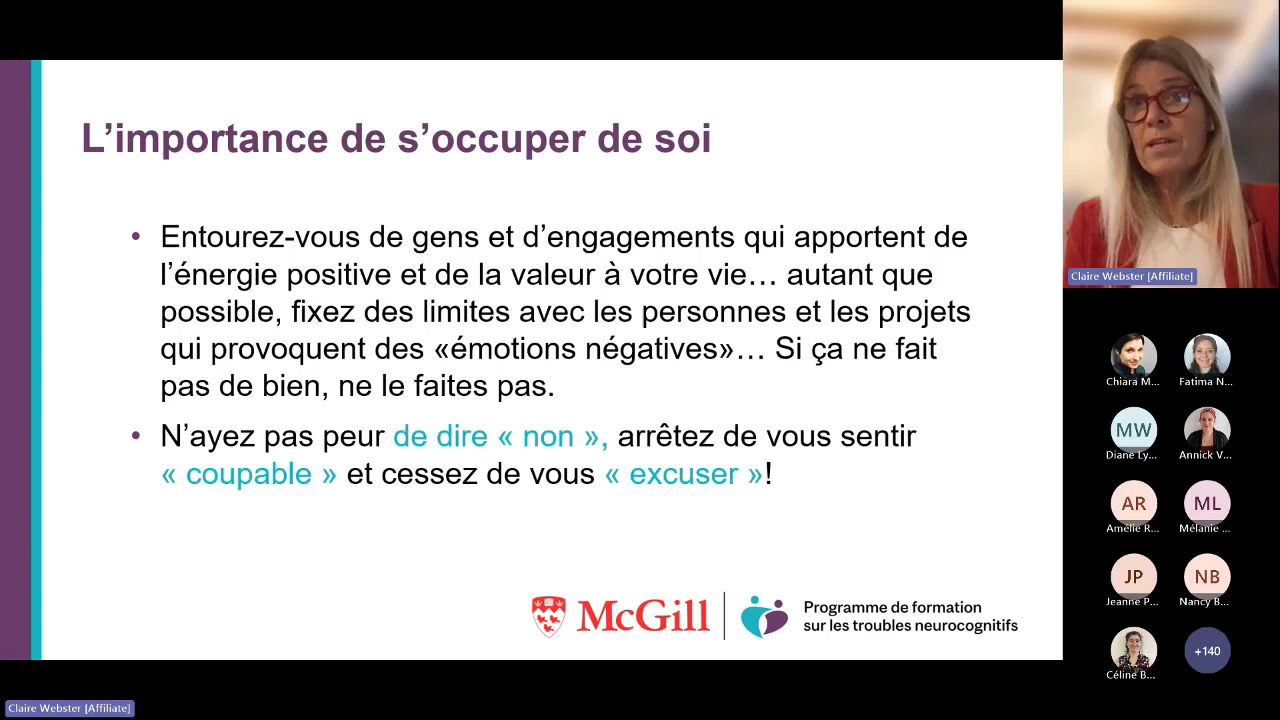 L’importance de s’occuper de soi
• Entourez-vous de gens et d’engagements qui apportent de
l’énergie positive et de la valeur à votre vie… autant que
possible, fixez des limites avec les personnes et les projets
qui provoquent des «émotions négatives»… Si ça ne fait
pas de bien, ne le faites pas.
• N’ayez pas peur de dire « non », arrêtez de vous sentir
« coupable » et cessez de vous « excuser »!
McGill
Programme de formation
sur les troubles neurocognitifs
Claire Webster [Affiliate]
Chiara M...
Fatima N...
MW
Diane Ly...
Annick V...
AR
Amélie R...
ML
Mélanie ...
JP
Jeanne P...
NB
Nancy B...
Céline B...
+140
Claire Webster [Affiliate]